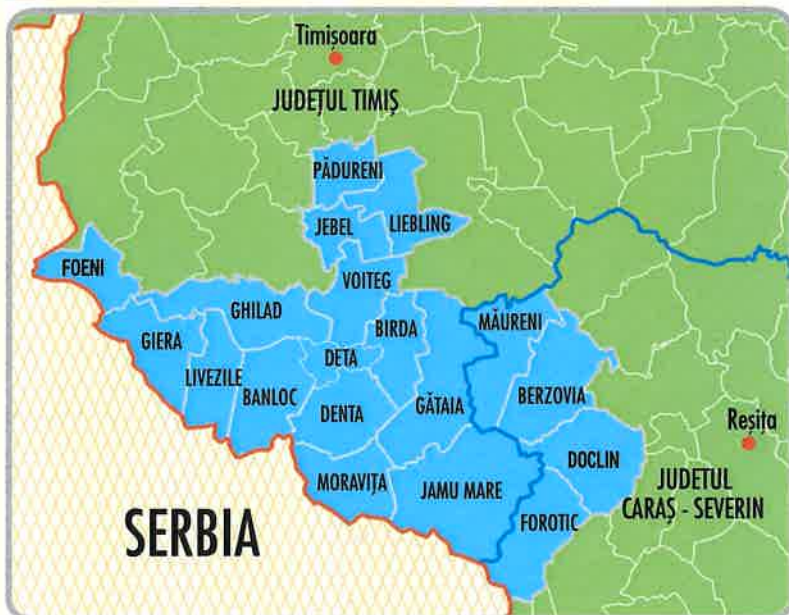 Timișoara
JUDEȚUL TIMIȘ
PĂDURENI
JEBEL
LIEBLING
FOENI
VOITEG
GHILAD
BIRDA
MĂURENI
GIERA
DETA
LIVEZILE
BANLOC
BERZOVIA
DENTA
GĂTAIA
Reșița
DOCLIN
MORAVIȚA
JAMU MARE
JUDETUL
CARAȘ - SEVERIN
FOROTIC
SERBIA